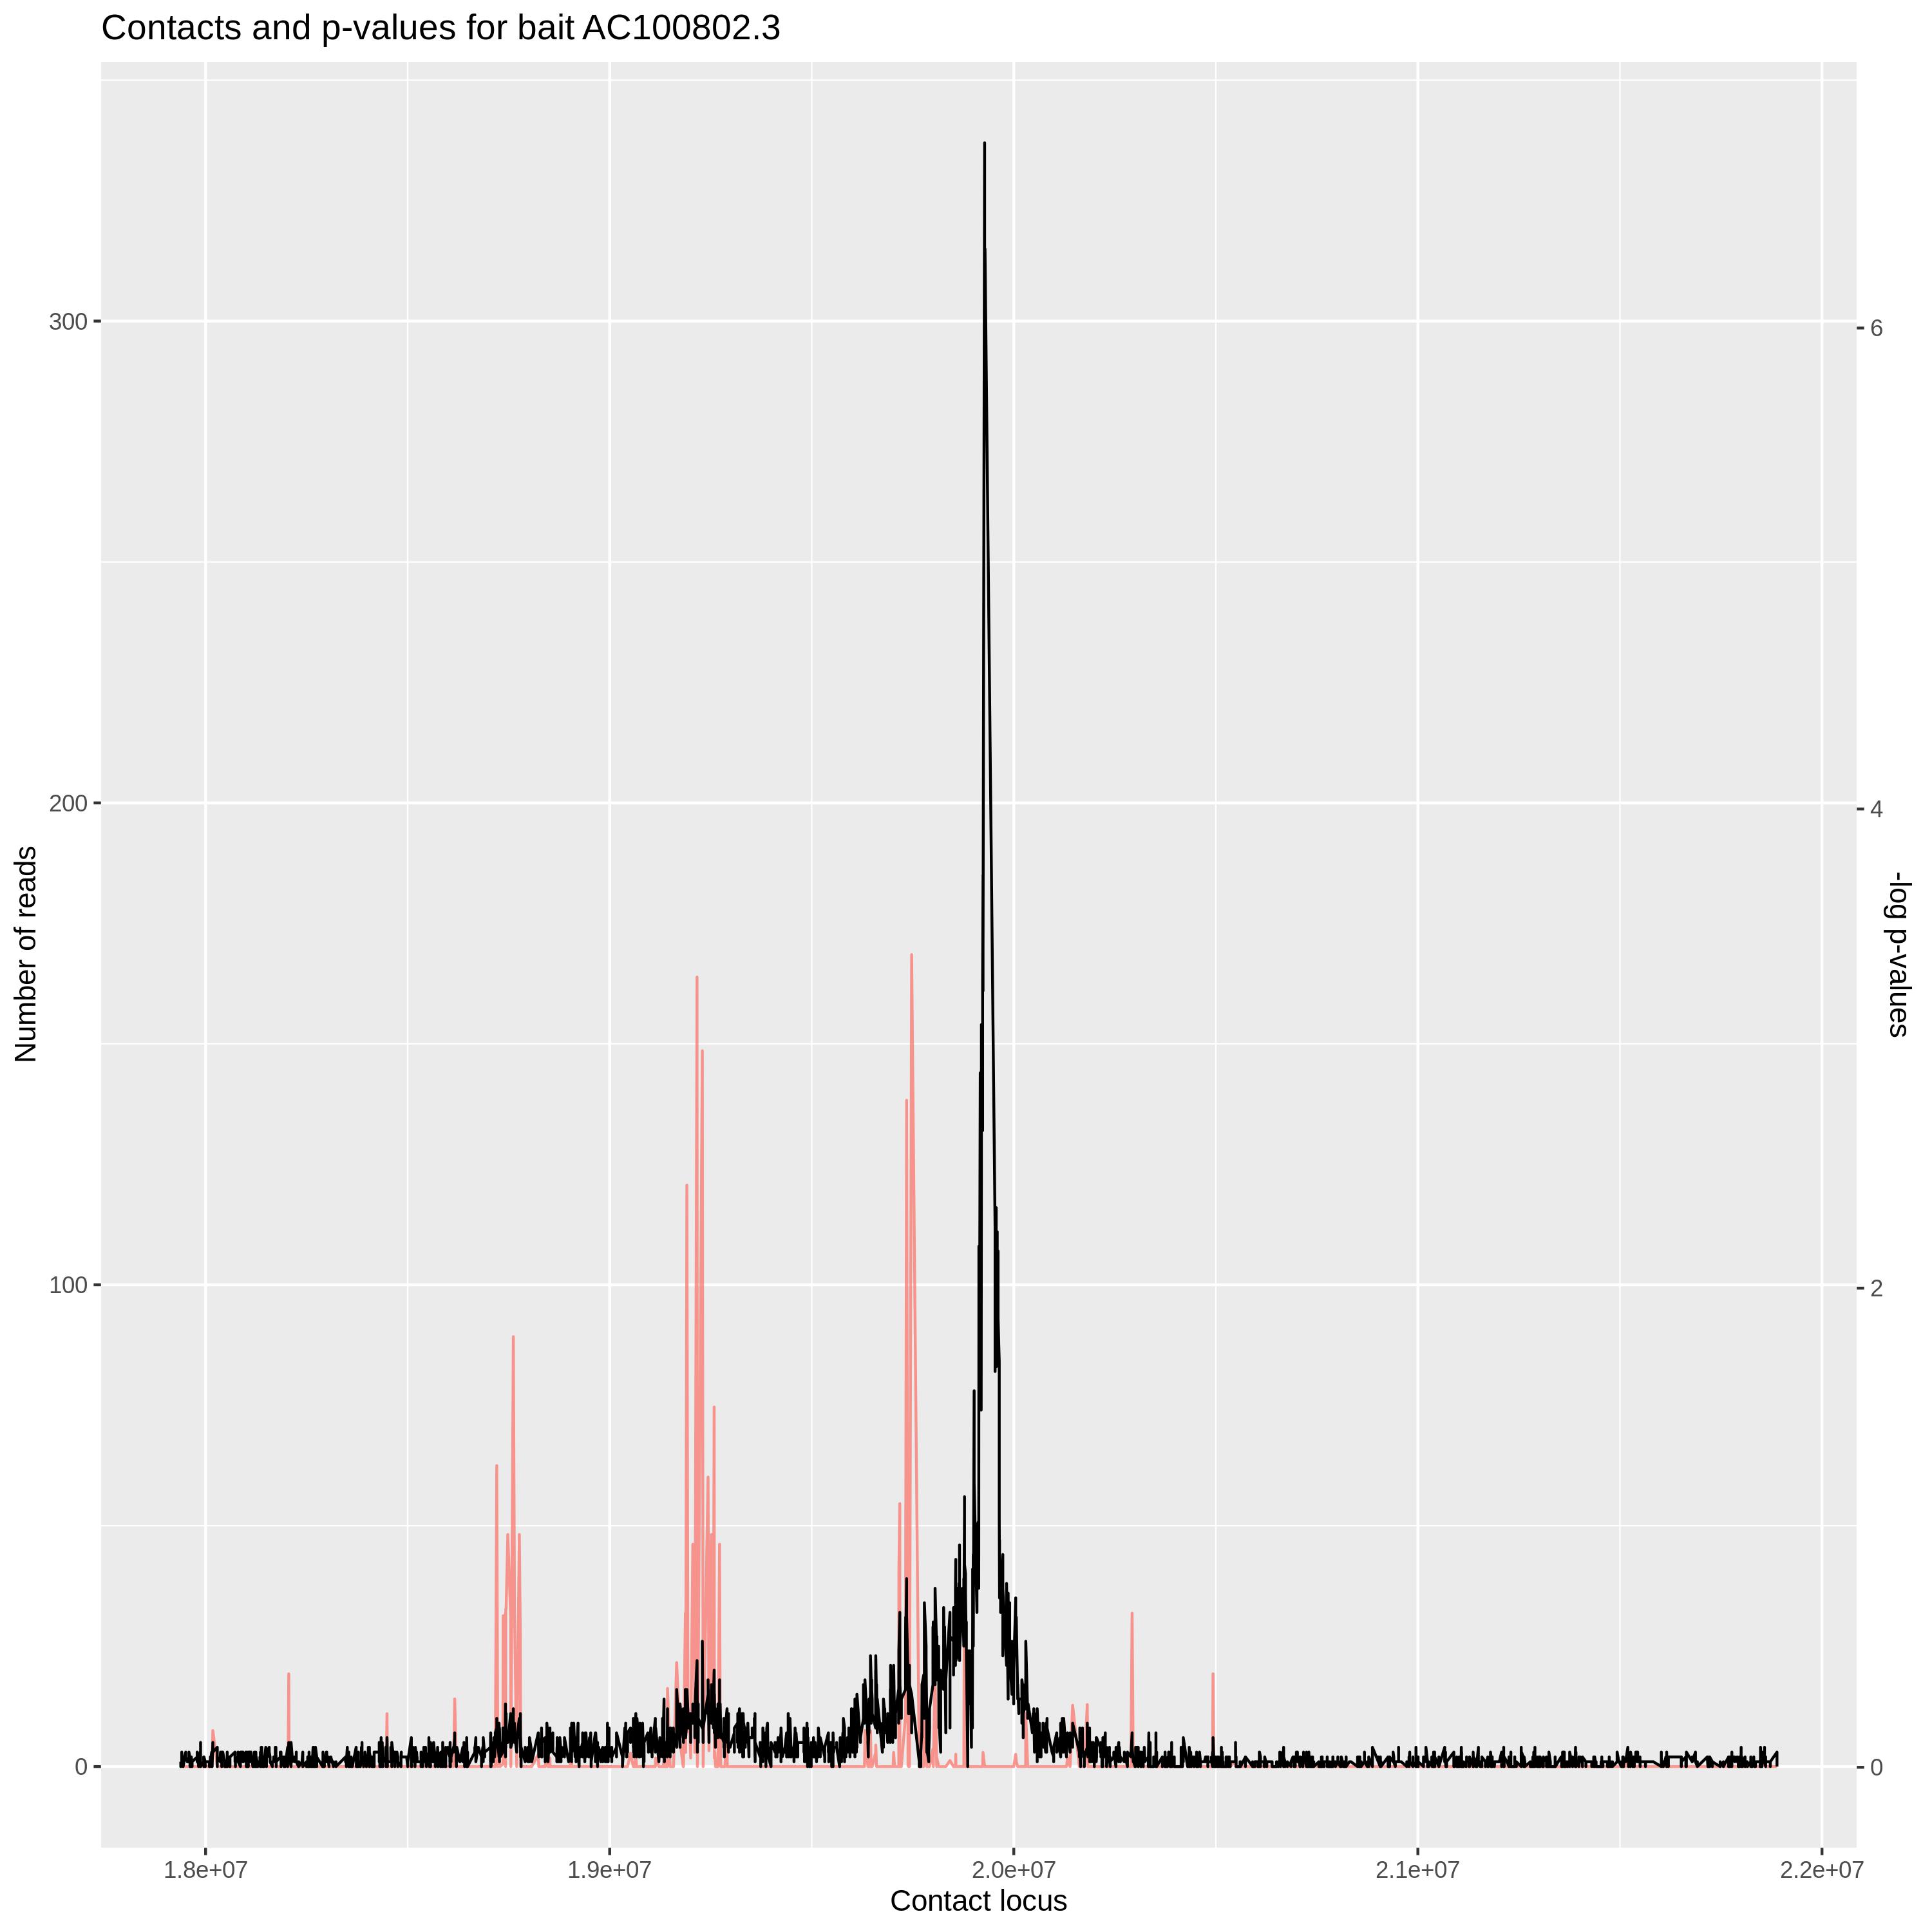 Contacts and p-values for bait AC100802.3
300
200
100
0
Number of reads
6
4
2
0
-log p-values
1.8e+07 1.9e+07 2.0e+07 2.1e+07 2.2e+07
Contact locus